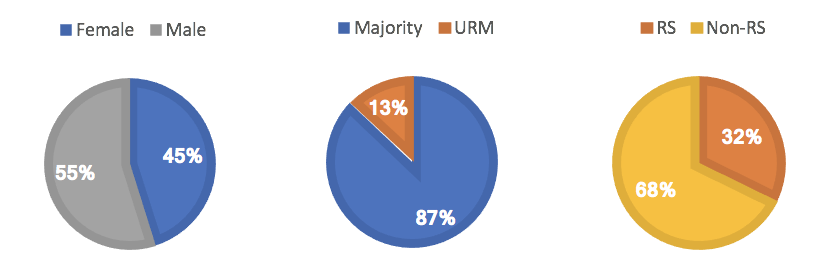 Female Male
Majority URM
RS Non-RS
45%
55%
13%
87%
32%
68%